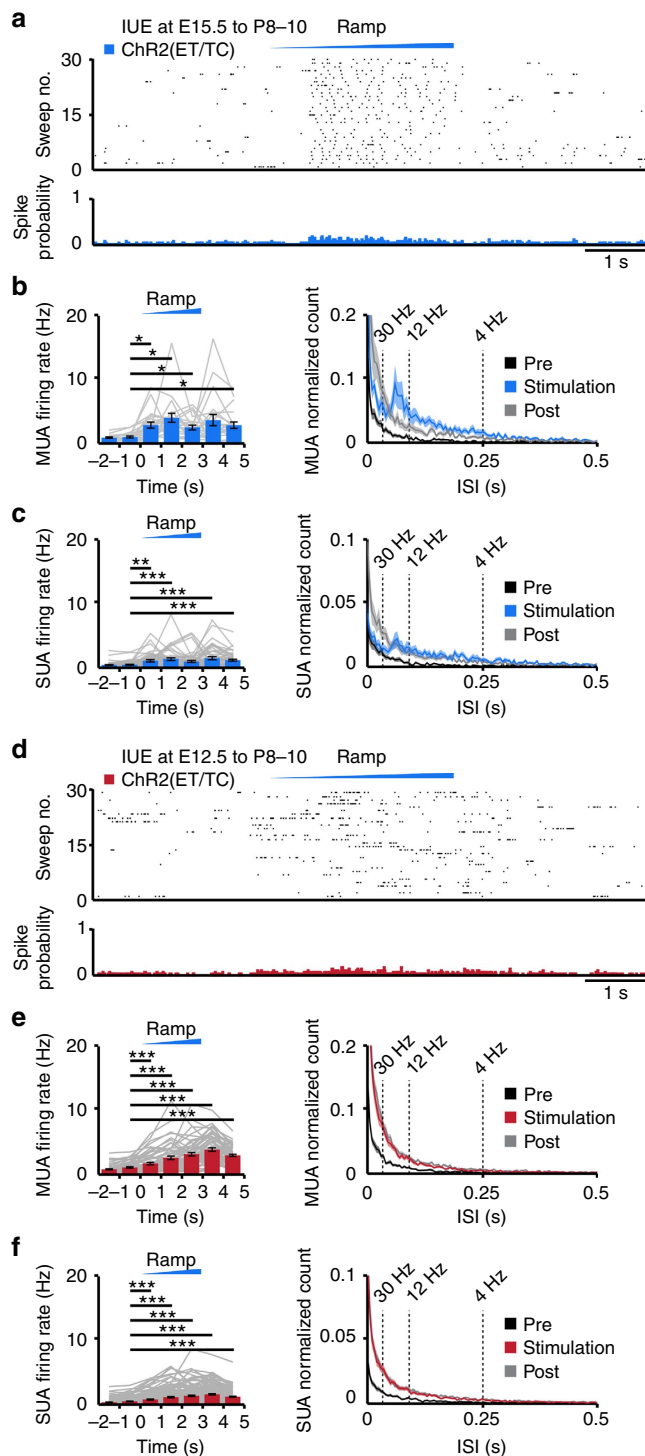 a
IUE at E15.5 to P8–10
Ramp
ChR2(ET/TC)
30
15
0
Sweep no.
1
0
Spike probability
1 s
b
Ramp
20
10
0
MUA firing rate (Hz)
*
*
*
*
–2–1 0 1 2 3 4 5
Time (s)
0.2
0.1
0
MUA normalized count
30 Hz
12 Hz
4 Hz
Pre
Stimulation
Post
0 0.25 0.5
ISI (s)
c
Ramp
20
10
0
SUA firing rate (Hz)
**
***
***
***
–2–1 0 1 2 3 4 5
Time (s)
0.1
0.05
0
SUA normalized count
30 Hz
12 Hz
4 Hz
Pre
Stimulation
Post
0 0.25 0.5
ISI (s)
d
IUE at E12.5 to P8–10
Ramp
ChR2(ET/TC)
30
15
0
Sweep no.
1
0
Spike probability
1 s
e
Ramp
20
10
0
MUA firing rate (Hz)
***
***
***
***
***
–2–1 0 1 2 3 4 5
Time (s)
0.2
0.1
0
MUA normalized count
30 Hz
12 Hz
4 Hz
Pre
Stimulation
Post
0 0.25 0.5
ISI (s)
f
Ramp
20
10
0
SUA firing rate (Hz)
***
***
***
***
***
–2–1 0 1 2 3 4 5
Time (s)
0.1
0.05
0
SUA normalized count
30 Hz
12 Hz
4 Hz
Pre
Stimulation
Post
0 0.25 0.5
ISI (s)